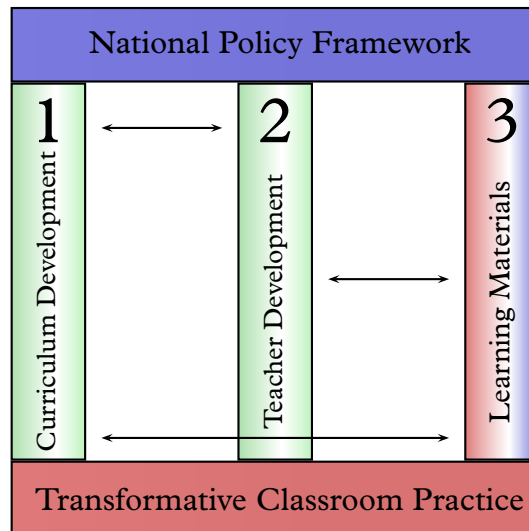 National Policy Framework
1
2
3
Curriculum Development
Teacher Development
Learning Materials
Transformative Classroom Practice